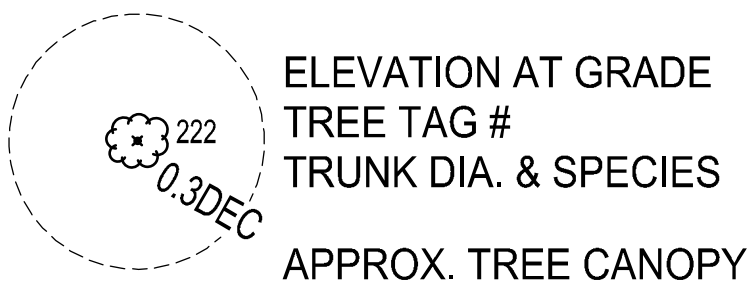 ELEVATION AT GRADE
222 TREE TAG #
0.3DEC TRUNK DIA. & SPECIES
APPROX. TREE CANOPY